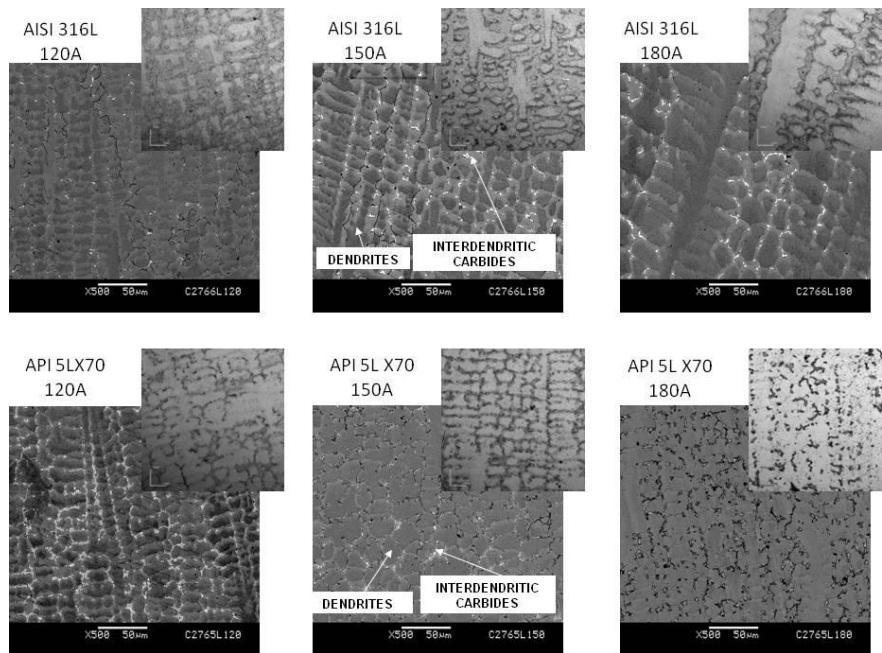 AISI 316L
120A
AISI 316L
150A
AISI 316L
180A
DENDRITES
INTERDENDRITIC
CARBIDES
X500 50µm C2766L120
X500 50µm C2766L150
X500 50µm C2766L180
API 5LX70
120A
API 5L X70
150A
API 5L X70
180A
DENDRITES
INTERDENDRITIC
CARBIDES
X500 50µm C2765L120
X500 50µm C2765L150
X500 50µm C2765L180